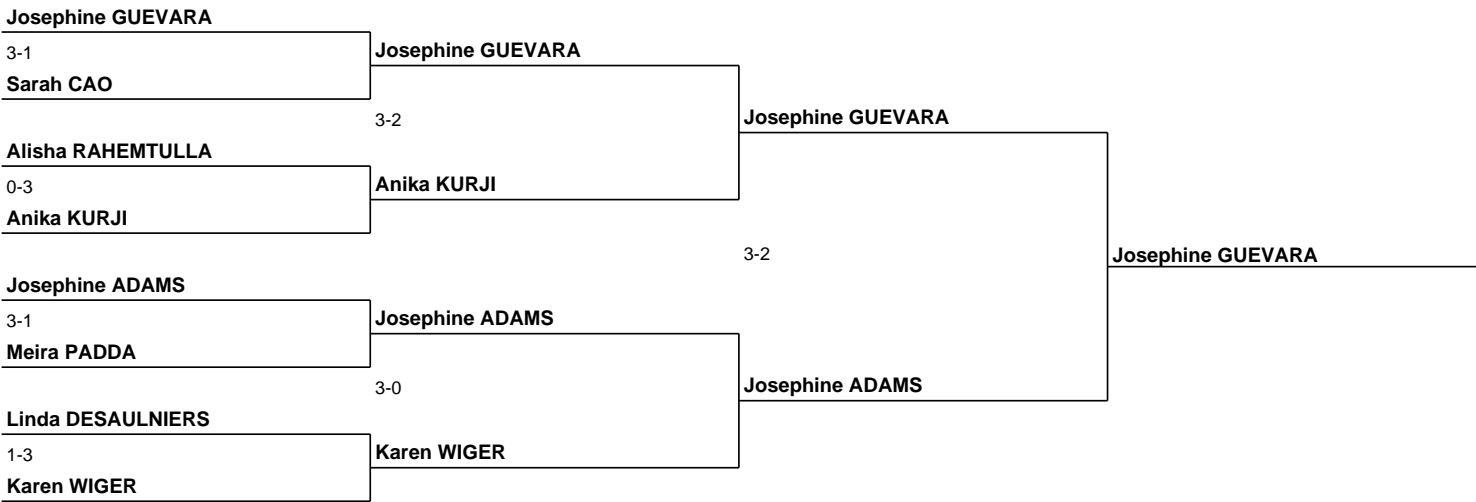 Josephine GUEVARA
3-1
Sarah CAO
Alisha RAHEMTULLA
0-3
Anika KURJI
Josephine ADAMS
3-1
Meira PADDA
Linda DESAULNIERS
1-3
Karen WIGER
Josephine GUEVARA
3-2
Anika KURJI
Josephine ADAMS
3-0
Karen WIGER
Josephine GUEVARA
3-2
Josephine ADAMS
Josephine GUEVARA